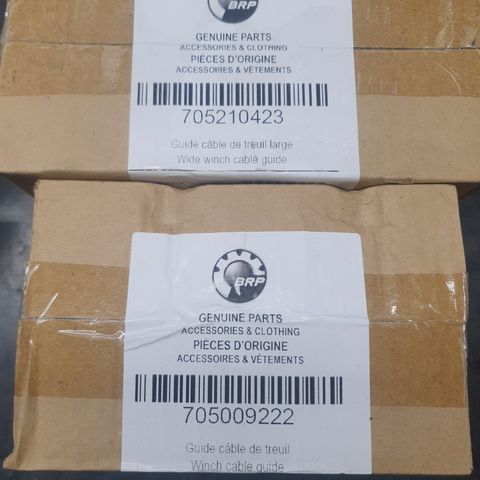 BRP
GENUINE PARTS
ACCESSORIES & CLOTHING
PIÈCES D'ORIGINE
ACCESSOIRES & VÊTEMENTS
705210423
Guide câble de treuil large
Wide winch cable guide
BRP
GENUINE PARTS
ACCESSORIES & CLOTHING
PIÈCES D'ORIGINE
ACCESSOIRES & VÊTEMENTS
705009222
Guide câble de treuil
Winch cable guide